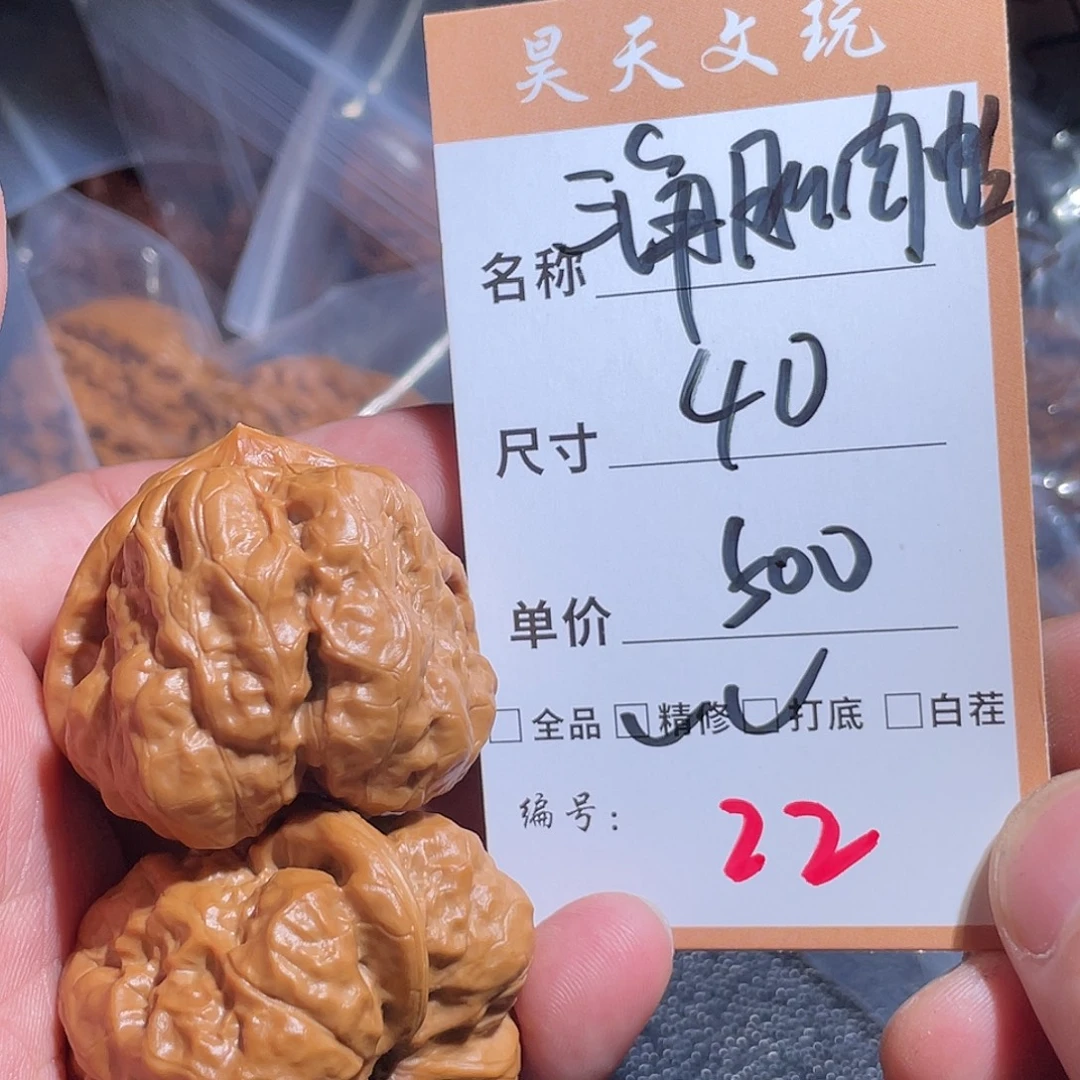 昊天文玩
名称
尺寸 40
单价 500
全品 精修 打底 白茬
编号: 22